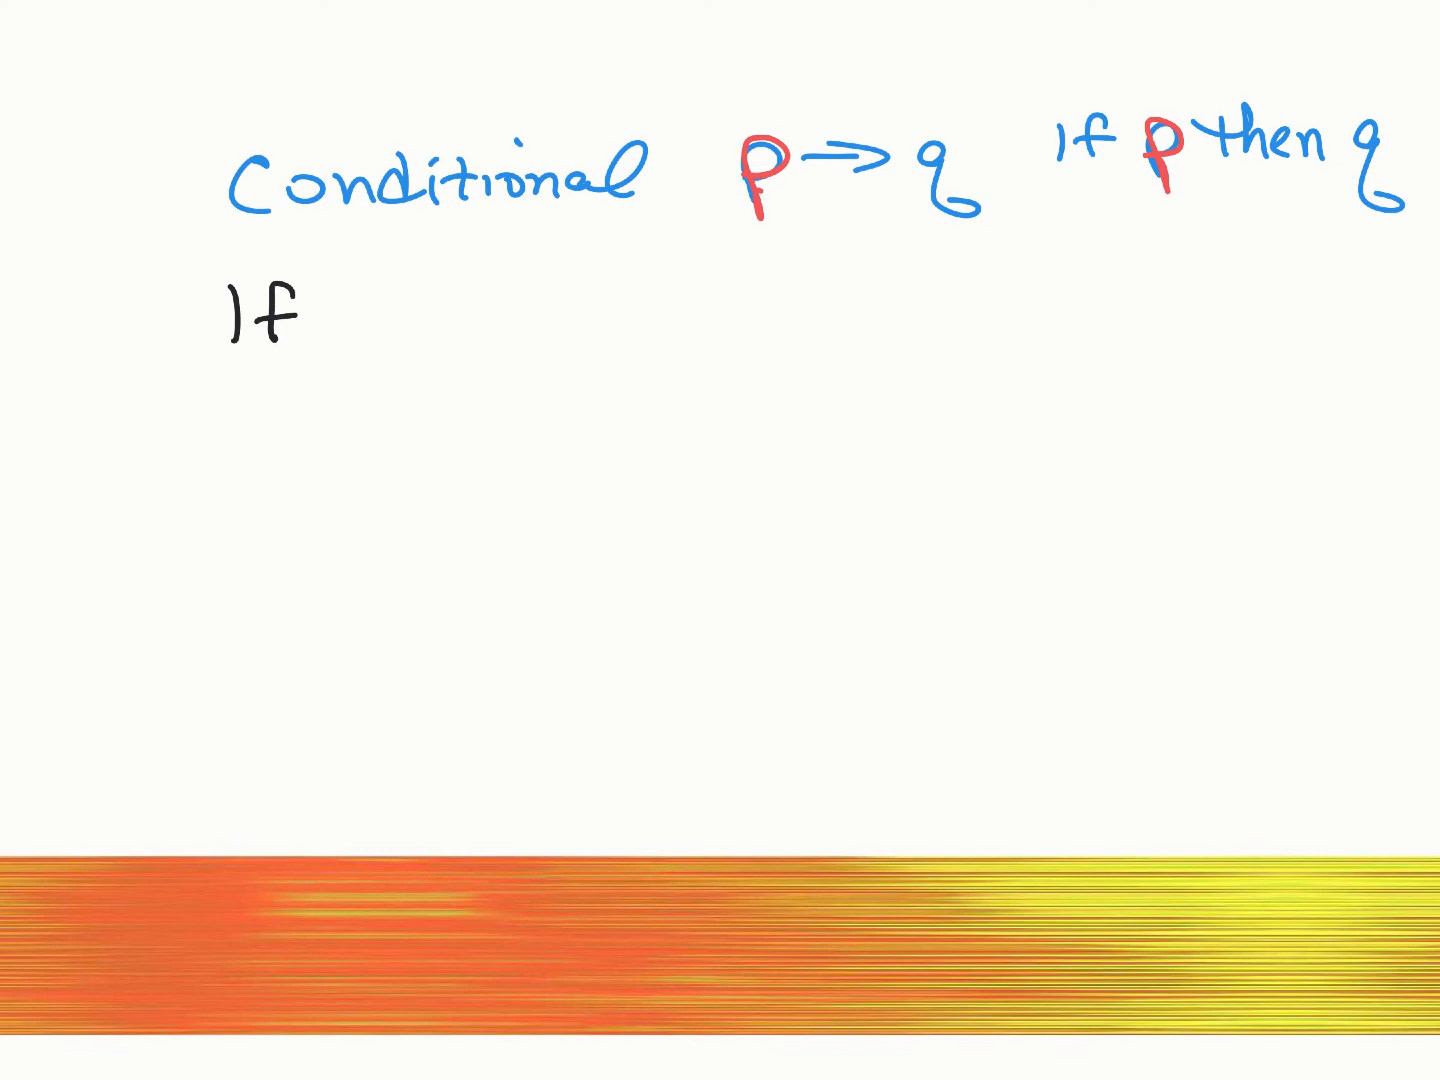 Conditional p → q if p then q
If